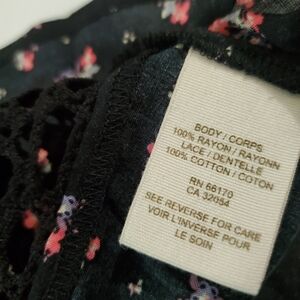 BODY / CORPS
100% RAYON / RAYONN
LACE / DENTELLE
100% COTTON / COTON
RN 66170
CA 32054
SEE REVERSE FOR CARE
VOIR L'INVERSE POUR
LE SOIN